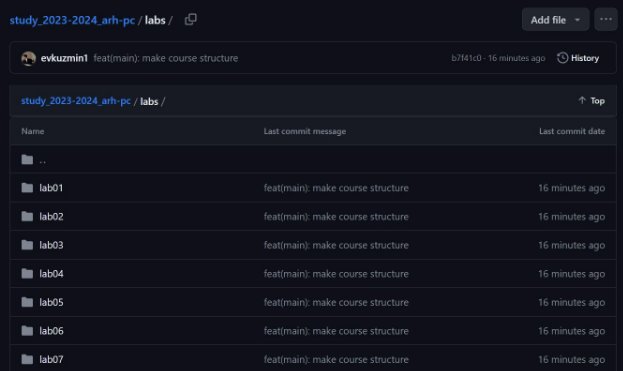 study_2023-2024_arh-pc / labs /
Add file
evkuzmin1 feat(main): make course structure b7f41c0 · 16 minutes ago History
study_2023-2024_arh-pc / labs / Top
Name Last commit message Last commit date
..
lab01 feat(main): make course structure 16 minutes ago
lab02 feat(main): make course structure 16 minutes ago
lab03 feat(main): make course structure 16 minutes ago
lab04 feat(main): make course structure 16 minutes ago
lab05 feat(main): make course structure 16 minutes ago
lab06 feat(main): make course structure 16 minutes ago
lab07 feat(main): make course structure 16 minutes ago